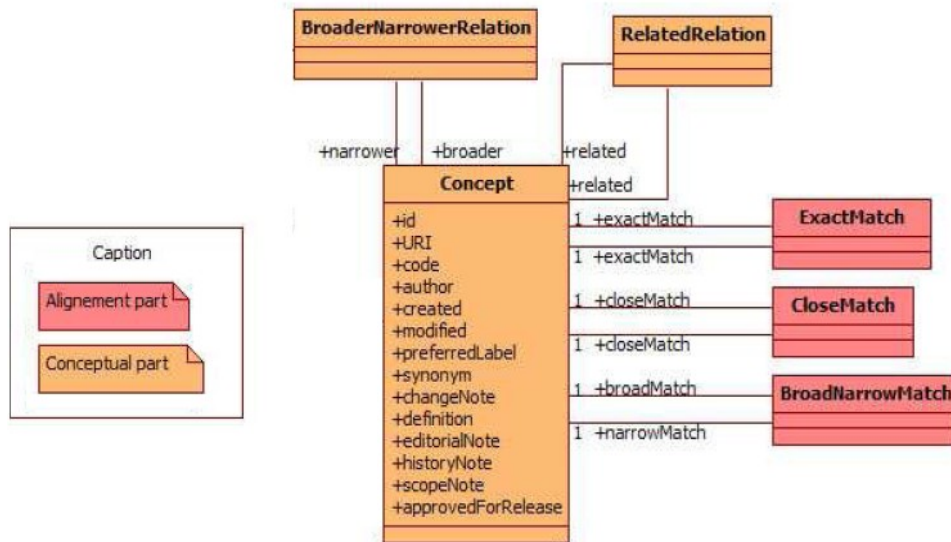 BroaderNarrowerRelation
RelatedRelation
+narrower
+broader
+related
+related
Concept
+id
+URI
+code
+author
+created
+modified
+preferredLabel
+synonym
+changeNote
+definition
+editorialNote
+historyNote
+scopeNote
+approvedForRelease
1 +exactMatch
1 +exactMatch
ExactMatch
1 +closeMatch
1 +closeMatch
CloseMatch
1 +broadMatch
1 +narrowMatch
BroadNarrowMatch
Caption
Alignement part
Conceptual part